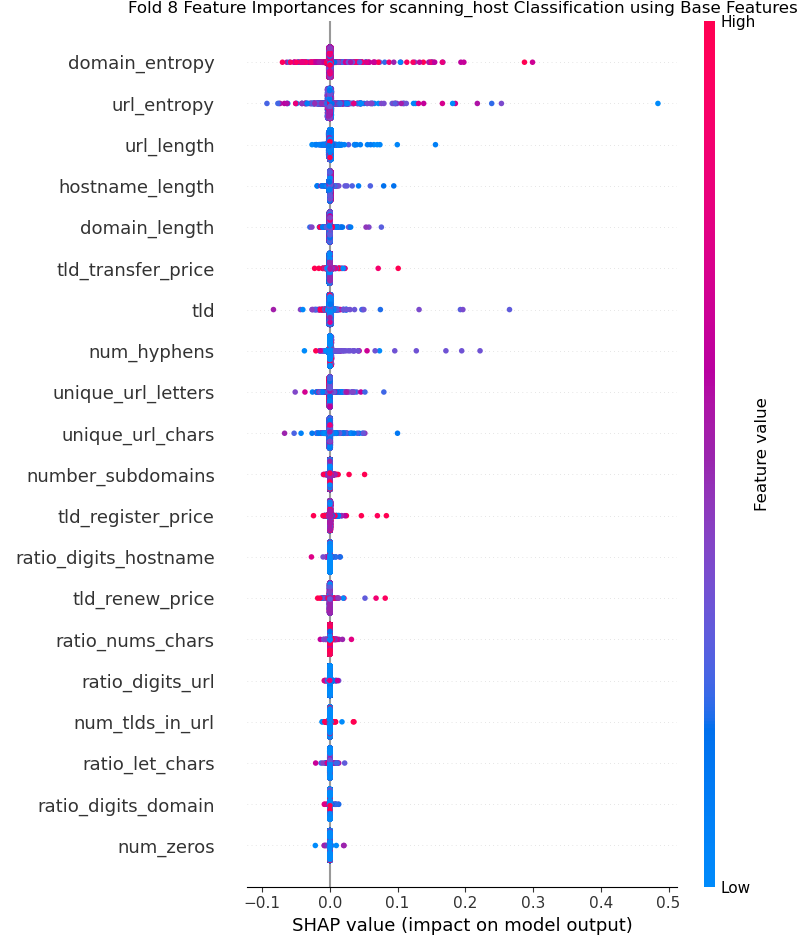 Fold 8 Feature Importances for scanning_host Classification using Base Features
High
domain_entropy
url_entropy
url_length
hostname_length
domain_length
tld_transfer_price
tld
num_hyphens
unique_url_letters
unique_url_chars
number_subdomains
tld_register_price
ratio_digits_hostname
tld_renew_price
ratio_nums_chars
ratio_digits_url
num_tlds_in_url
ratio_let_chars
ratio_digits_domain
num_zeros
Feature value
Low
−0.1 0.0 0.1 0.2 0.3 0.4 0.5
SHAP value (impact on model output)